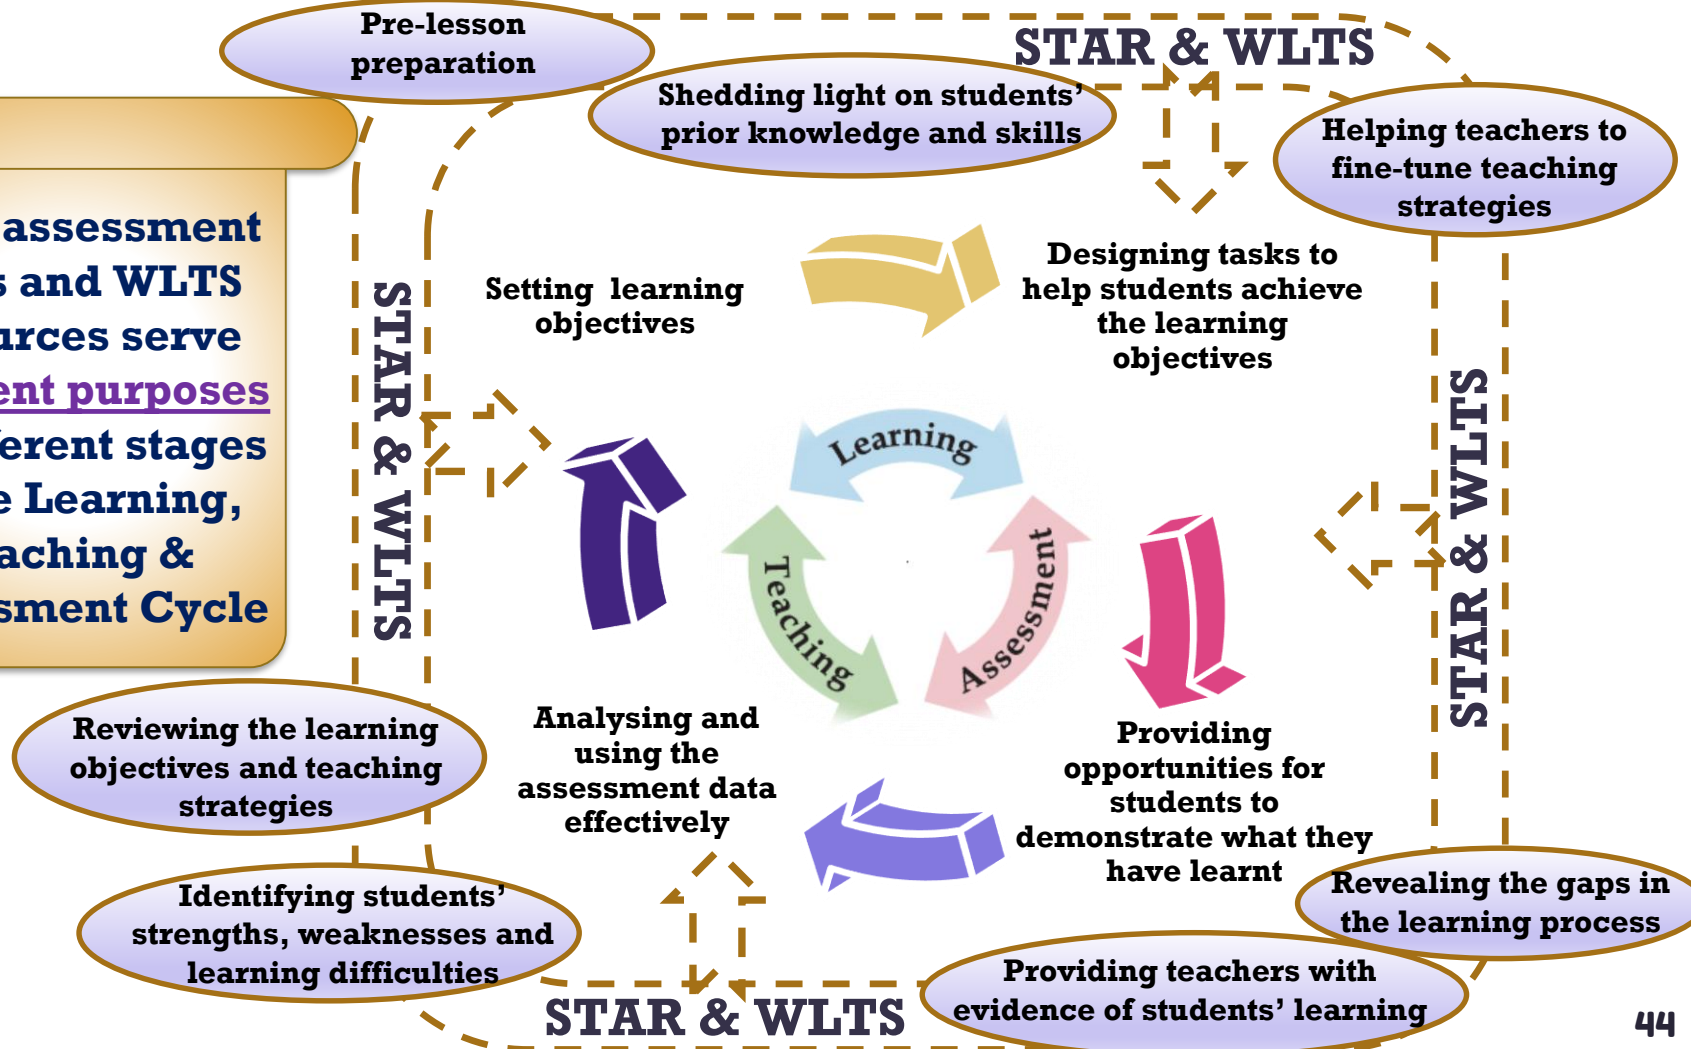 Pre-lesson
preparation
STAR & WLTS
Shedding light on students’
prior knowledge and skills
Helping teachers to
fine-tune teaching
strategies
assessment
and WLTS
serve
purposes
stages
Learning,
&
Cycle
STAR & WLTS
Setting learning
objectives
Designing tasks to
help students achieve
the learning
objectives
Learning
Teaching
Assessment
STAR & WLTS
Reviewing the learning
objectives and teaching
strategies
Analysing and
using the
assessment data
effectively
Providing
opportunities for
students to
demonstrate what they
have learnt
Identifying students’
strengths, weaknesses and
learning difficulties
Revealing the gaps in
the learning process
Providing teachers with
evidence of students’ learning
STAR & WLTS
44